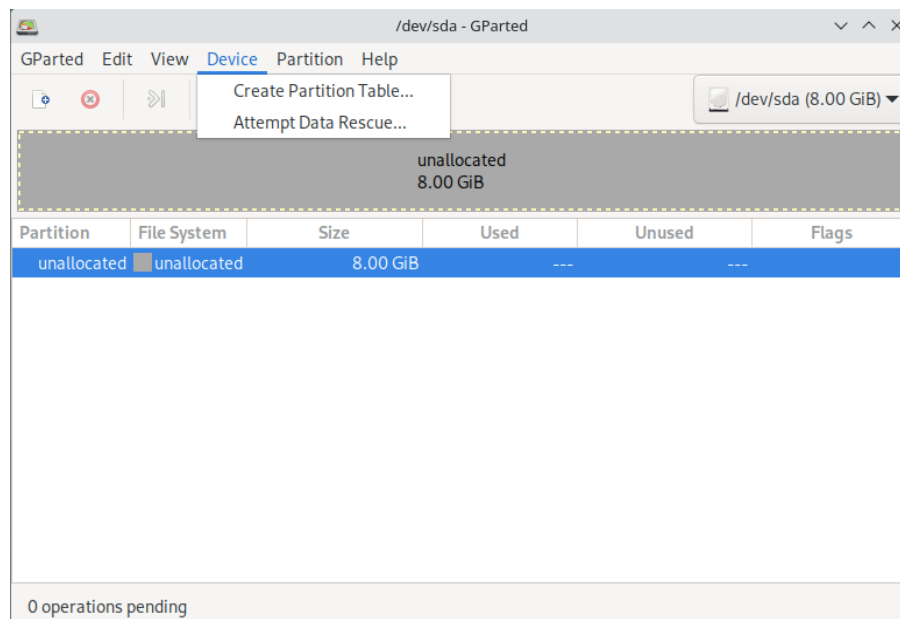 /dev/sda - GParted
GParted Edit View Device Partition Help
Create Partition Table...
/dev/sda (8.00 GiB)
Attempt Data Rescue...
unallocated
8.00 GiB
Partition File System Size Used Unused Flags
unallocated unallocated 8.00 GiB --- ---
0 operations pending